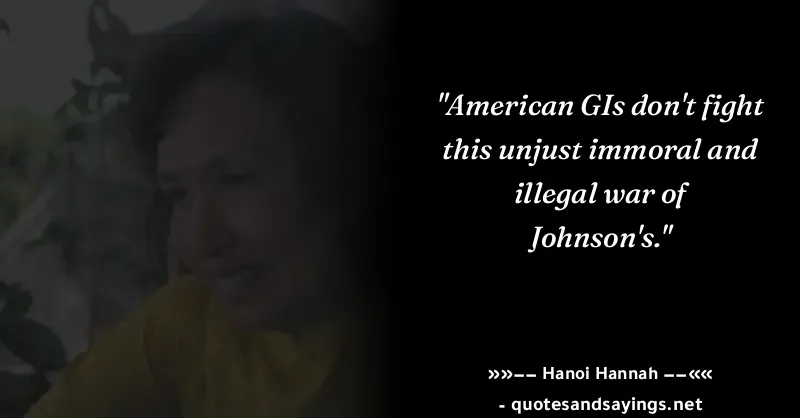 "American GIs don't fight
this unjust immoral and
illegal war of
Johnson's."
»»−− Hanoi Hannah −−««
- quotesandsayings.net